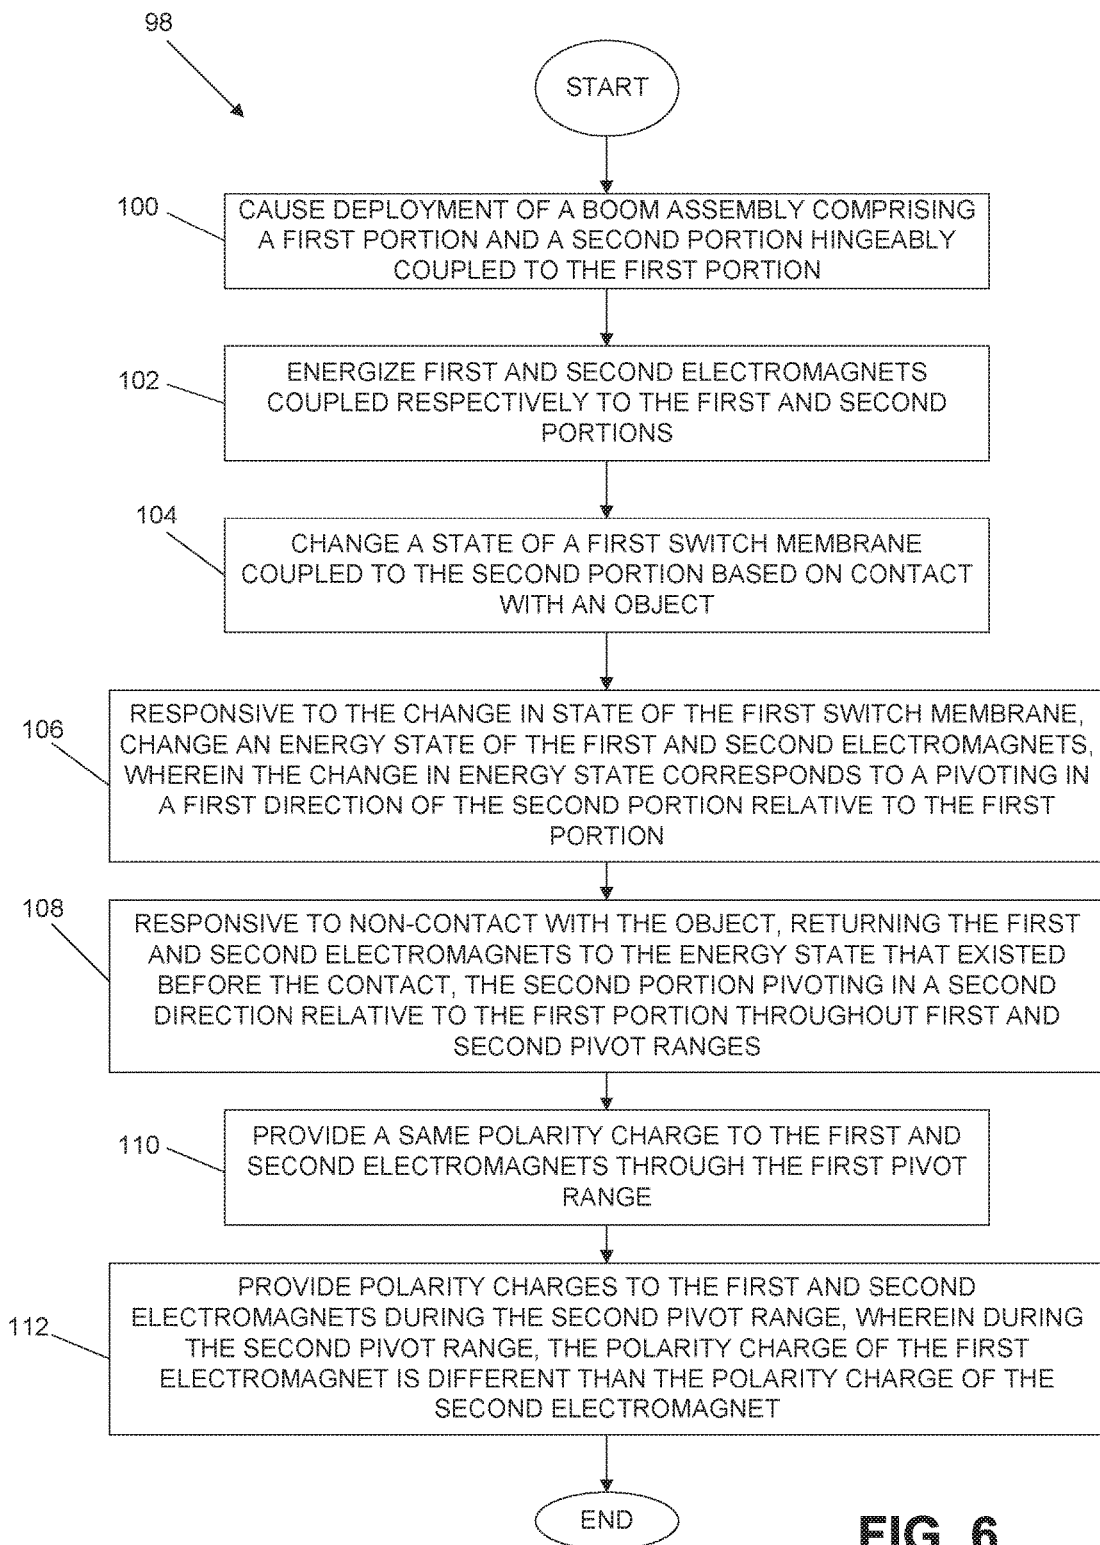 98
START
100
CAUSE DEPLOYMENT OF A BOOM ASSEMBLY COMPRISING
A FIRST PORTION AND A SECOND PORTION HINGEABLY
COUPLED TO THE FIRST PORTION
102
ENERGIZE FIRST AND SECOND ELECTROMAGNETS
COUPLED RESPECTIVELY TO THE FIRST AND SECOND
PORTIONS
104
CHANGE A STATE OF A FIRST SWITCH MEMBRANE
COUPLED TO THE SECOND PORTION BASED ON CONTACT
WITH AN OBJECT
106
RESPONSIVE TO THE CHANGE IN STATE OF THE FIRST SWITCH MEMBRANE,
CHANGE AN ENERGY STATE OF THE FIRST AND SECOND ELECTROMAGNETS,
WHEREIN THE CHANGE IN ENERGY STATE CORRESPONDS TO A PIVOTING IN
A FIRST DIRECTION OF THE SECOND PORTION RELATIVE TO THE FIRST
PORTION
108
RESPONSIVE TO NON-CONTACT WITH THE OBJECT, RETURNING THE FIRST
AND SECOND ELECTROMAGNETS TO THE ENERGY STATE THAT EXISTED
BEFORE THE CONTACT, THE SECOND PORTION PIVOTING IN A SECOND
DIRECTION RELATIVE TO THE FIRST PORTION THROUGHOUT FIRST AND
SECOND PIVOT RANGES
110
PROVIDE A SAME POLARITY CHARGE TO THE FIRST AND
SECOND ELECTROMAGNETS THROUGH THE FIRST PIVOT
RANGE
112
PROVIDE POLARITY CHARGES TO THE FIRST AND SECOND
ELECTROMAGNETS DURING THE SECOND PIVOT RANGE, WHEREIN DURING
THE SECOND PIVOT RANGE, THE POLARITY CHARGE OF THE FIRST
ELECTROMAGNET IS DIFFERENT THAN THE POLARITY CHARGE OF THE
SECOND ELECTROMAGNET
END
FIG. 6